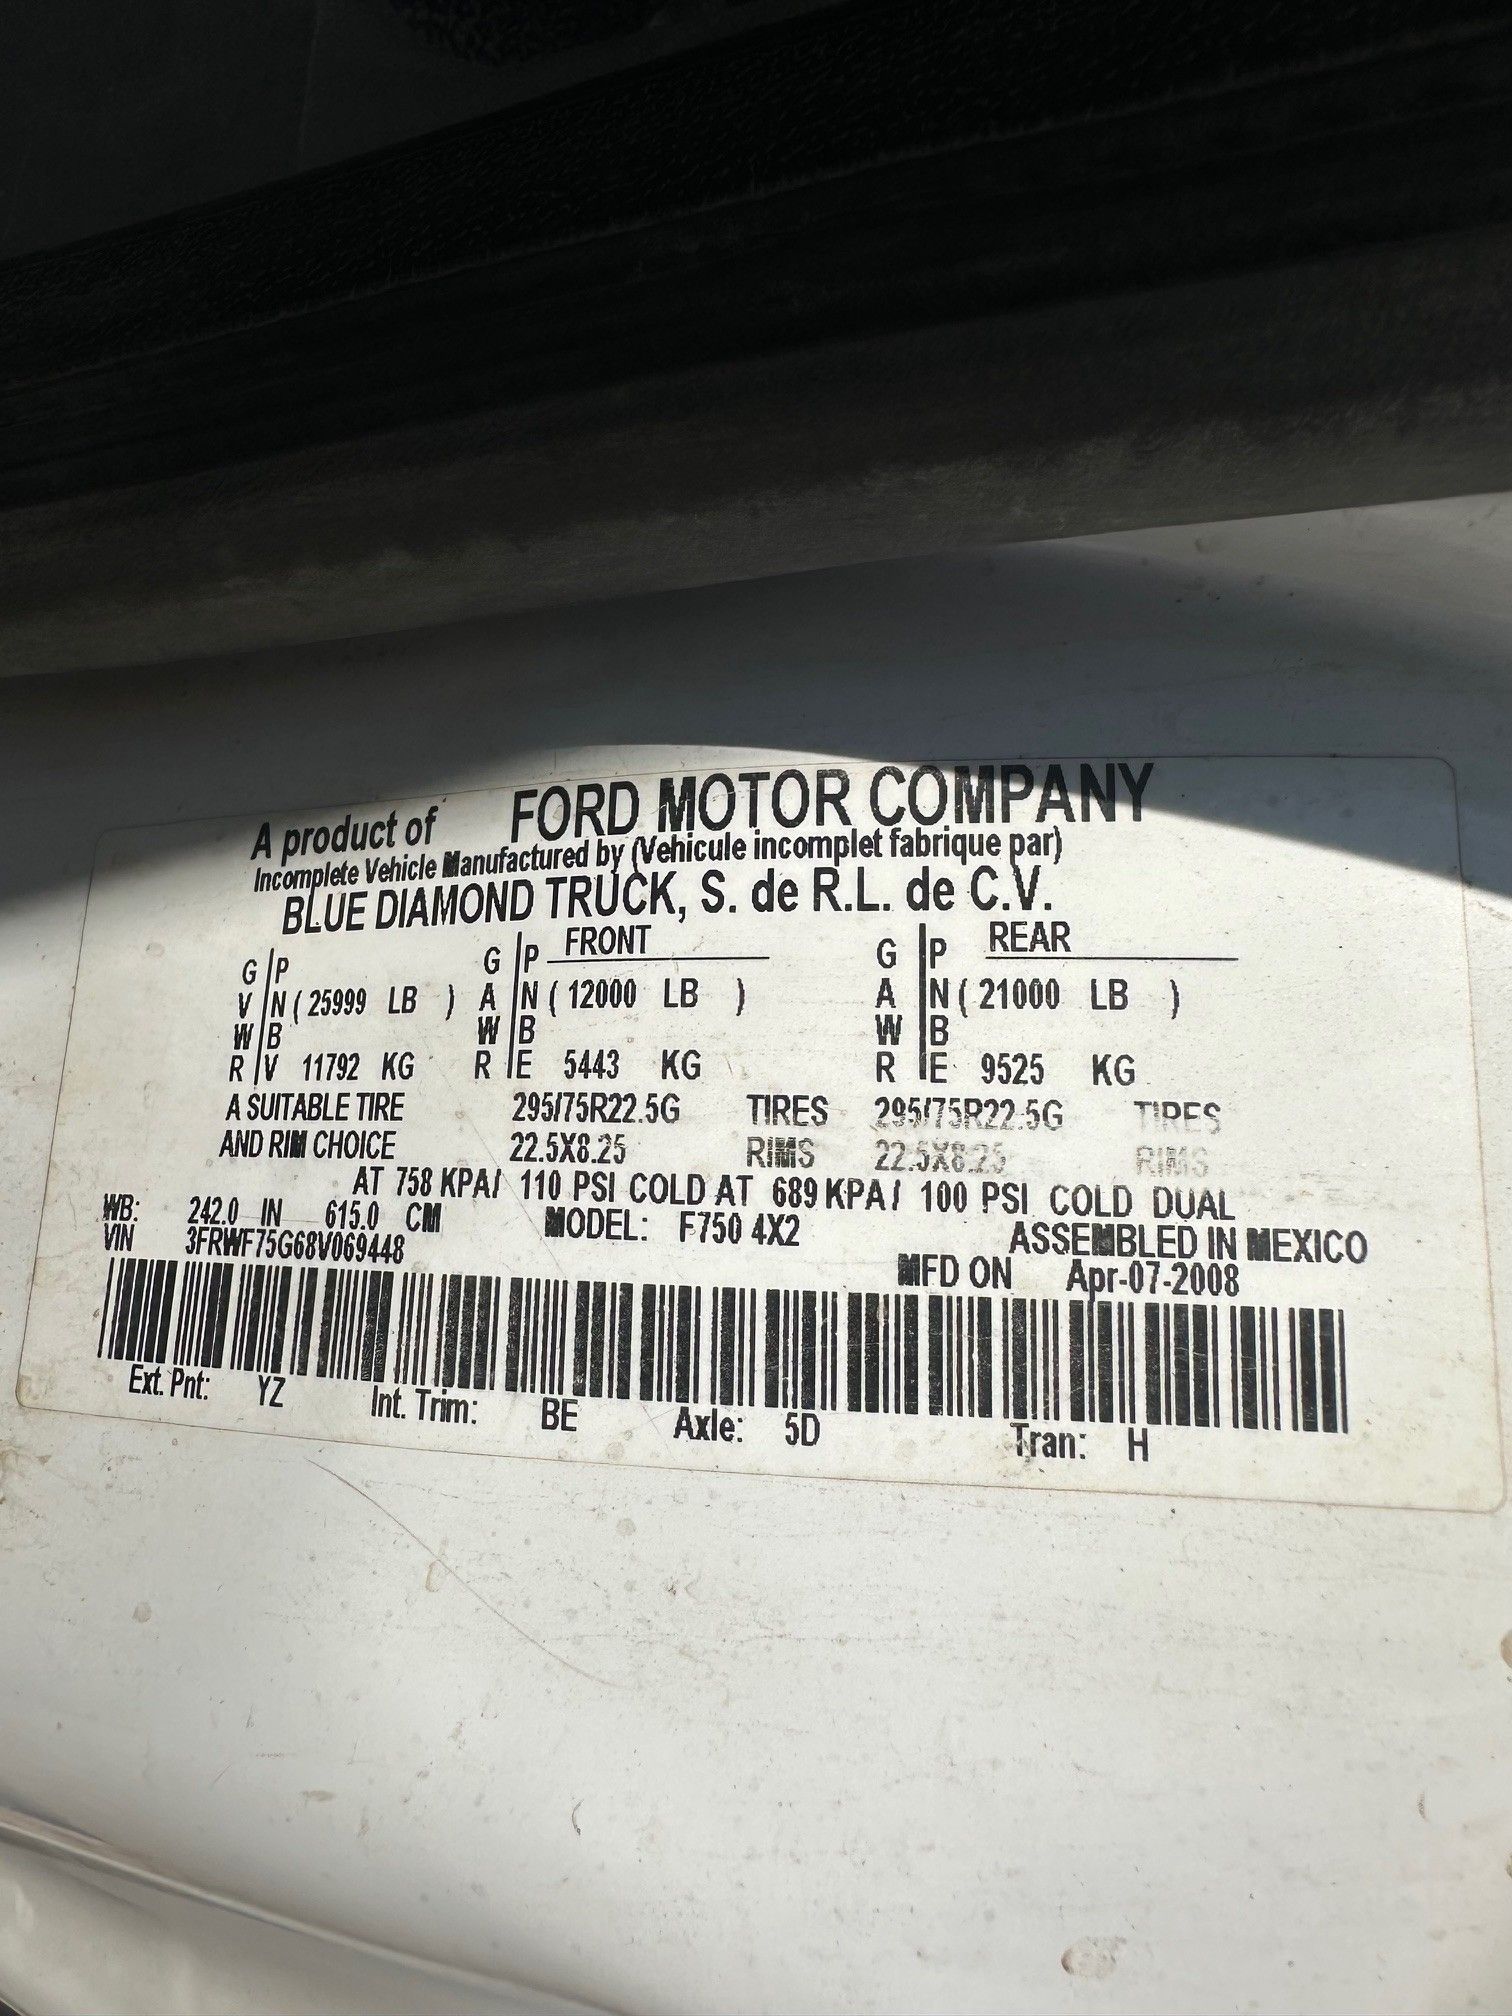 A product of FORD MOTOR COMPANY
Incomplete Vehicle Manufactured by (Vehicule incomplet fabrique par)
BLUE DIAMOND TRUCK, S. de R.L. de C.V.
G P G P FRONT G P REAR
V N ( 25999 LB ) A N ( 12000 LB ) A N ( 21000 LB )
W B W B W B
R V 11792 KG R E 5443 KG R E 9525 KG
A SUITABLE TIRE 295/75R22.5G TIRES 295/75R22.5G TIRES
AND RIM CHOICE 22.5X8.25 RIMS 22.5X8.25 RIMS
AT 758 KPA/ 110 PSI COLD AT 689 KPA/ 100 PSI COLD DUAL
WB: 242.0 IN 615.0 CM MODEL: F750 4X2 ASSEMBLED IN MEXICO
VIN 3FRWF75G68V069448 MFD ON Apr-07-2008
Ext. Pnt: YZ Int. Trim: BE Axle: 5D Tran: H